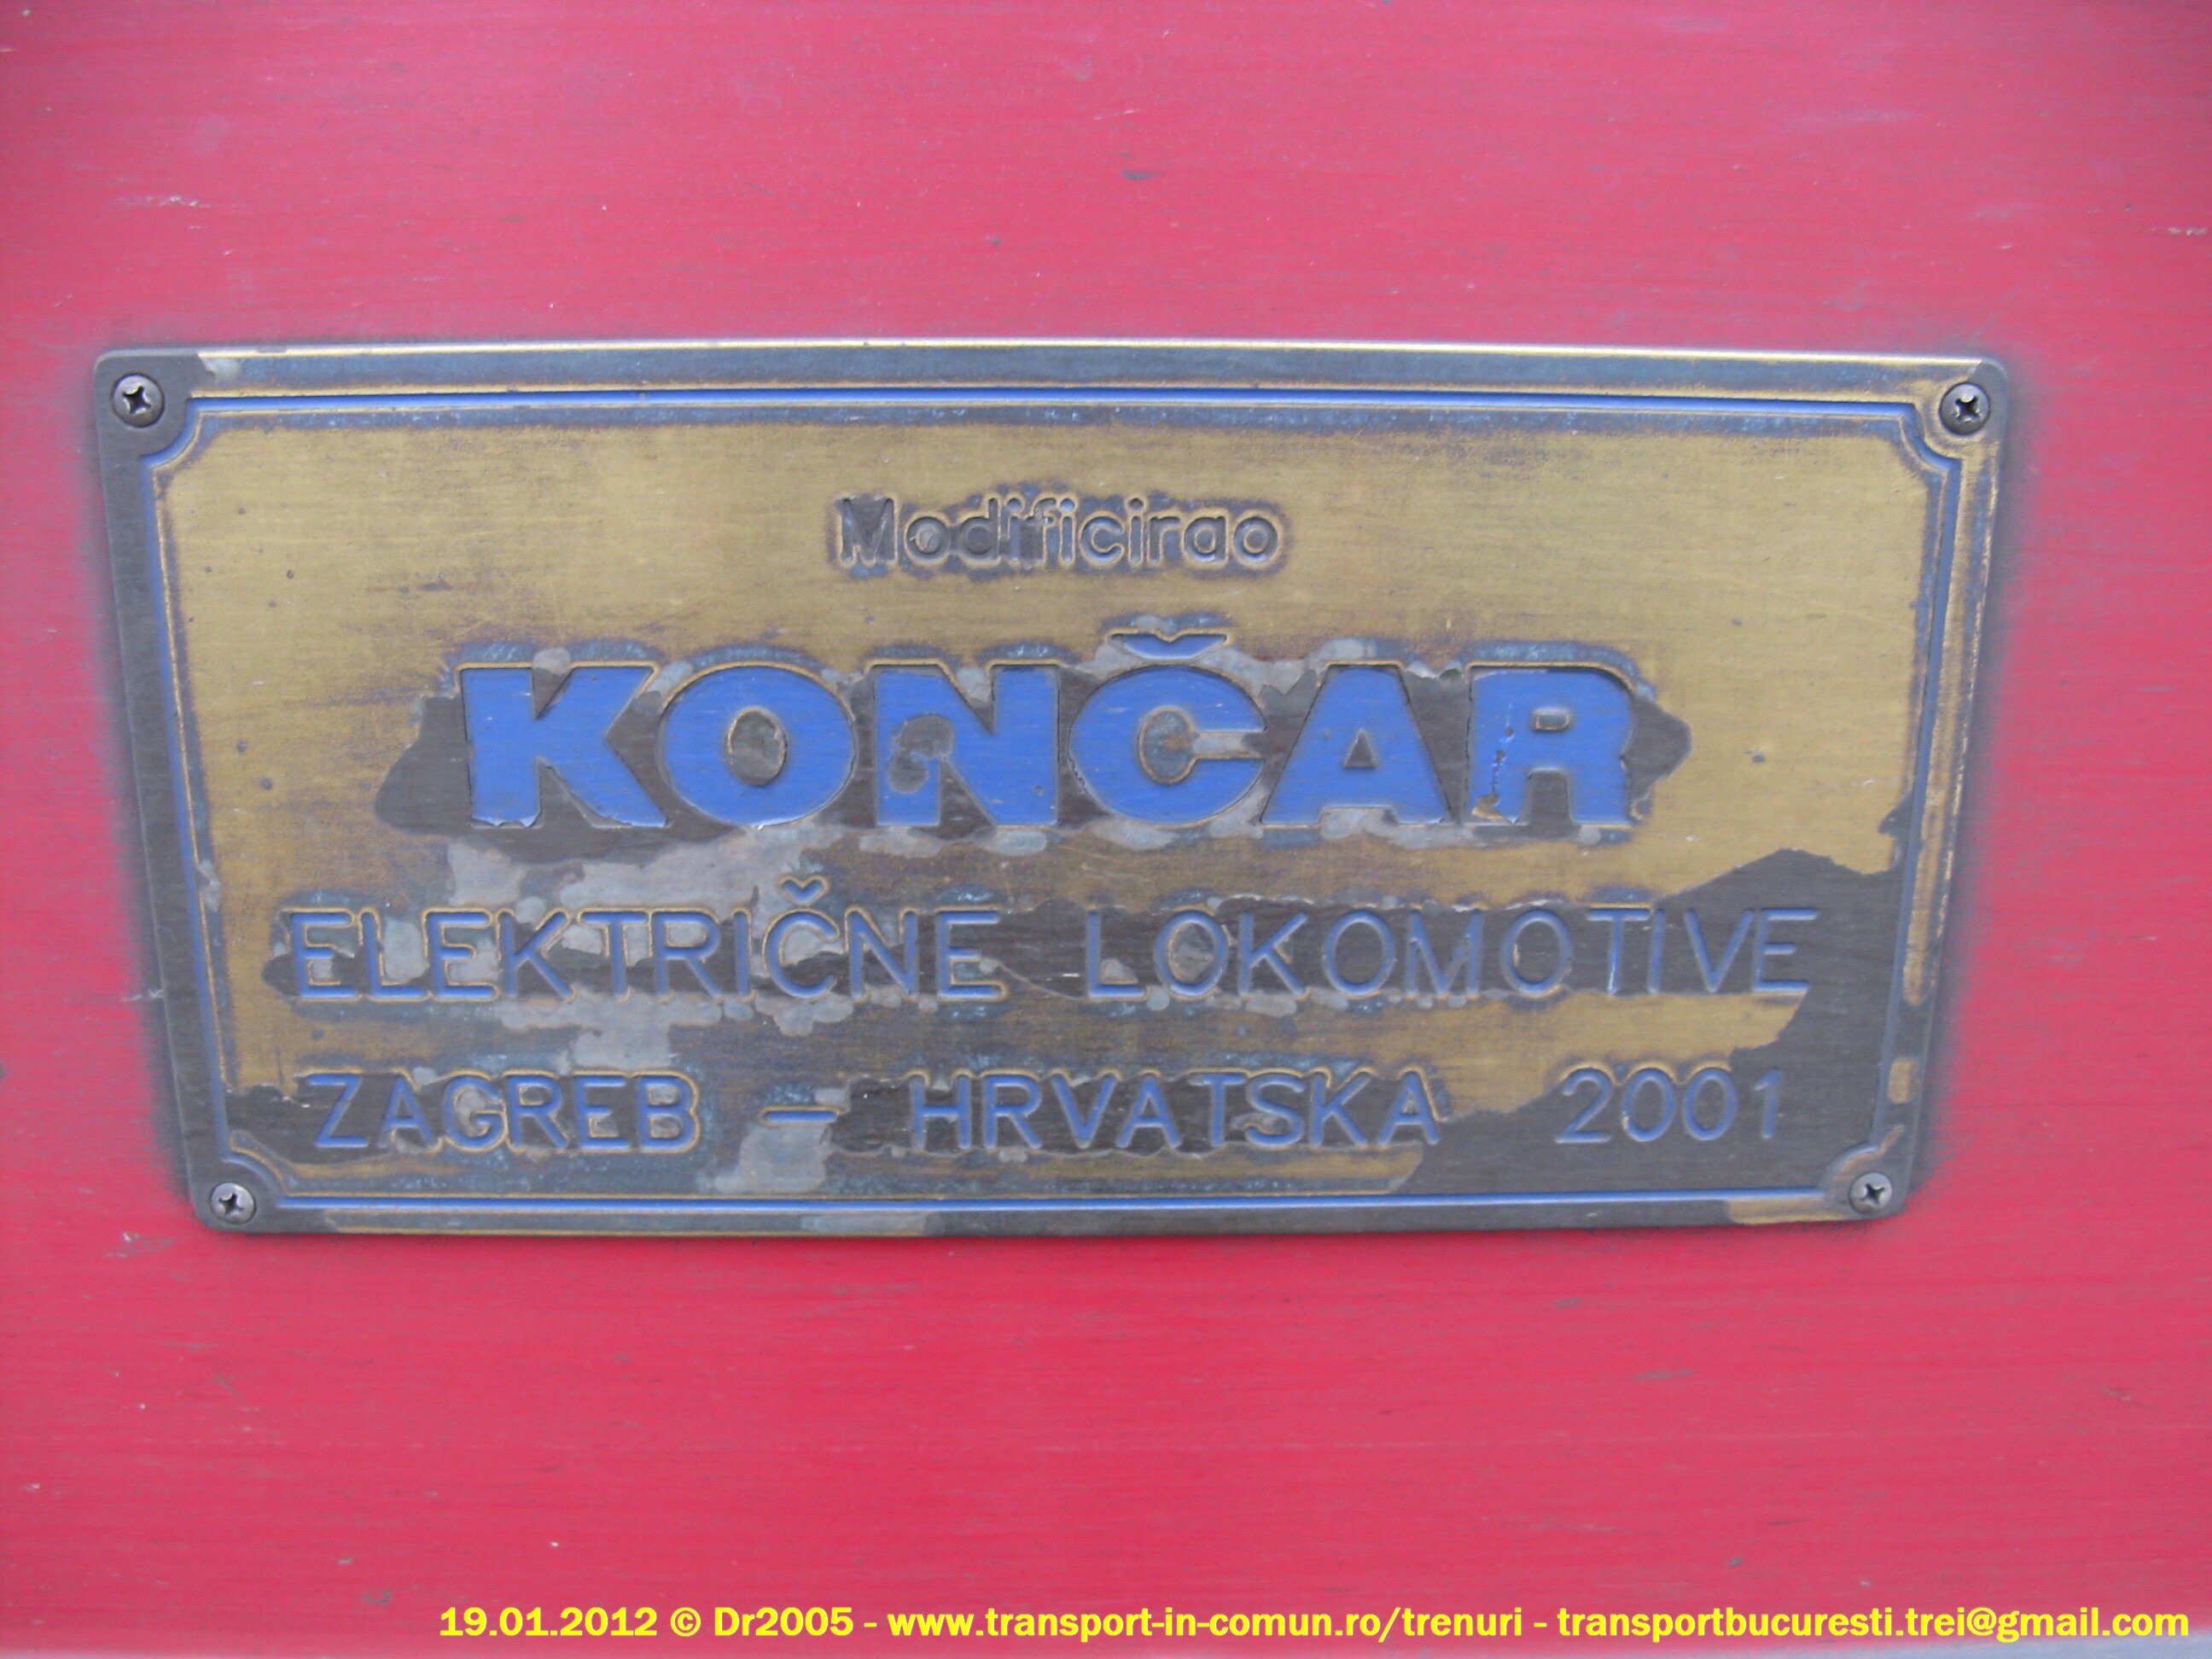 Modificirao
KONČAR
ELEKTRIČNE LOKOMOTIVE
ZAGREB – HRVATSKA 2001
19.01.2012 © Dr2005 - www.transport-in-comun.ro/trenuri - transportbucuresti.trei@gmail.com